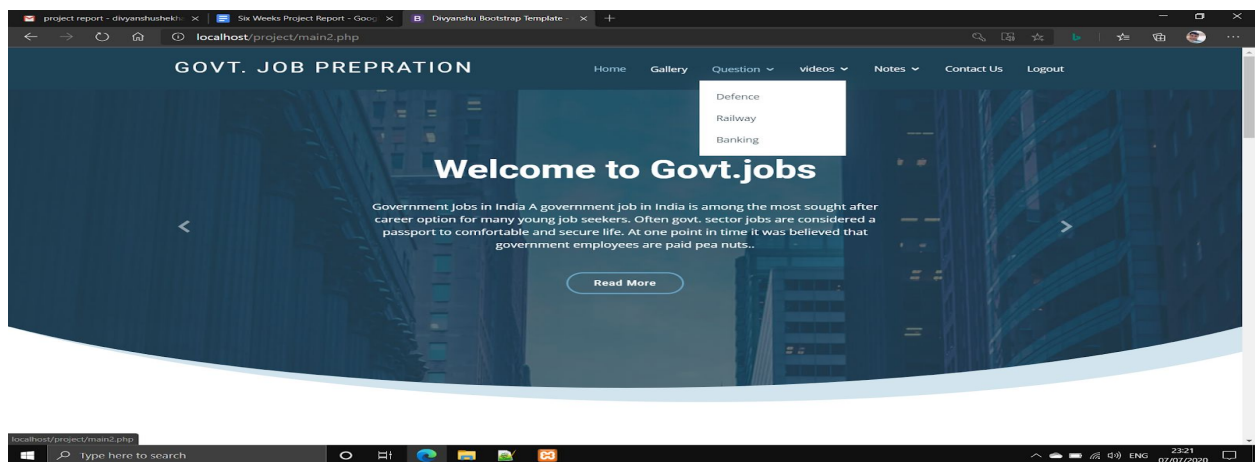 project report - divyanshushekha
Six Weeks Project Report - Goog
Divyanshu Bootstrap Template -
localhost/project/main2.php
GOVT. JOB PREPRATION
Home Gallery Question videos Notes Contact Us Logout
Defence
Railway
Banking
Welcome to Govt.jobs
Government Jobs in India A government job in India is among the most sought after
career option for many young job seekers. Often govt. sector jobs are considered a
passport to comfortable and secure life. At one point in time it was believed that
government employees are paid pea nuts..
Read More
localhost/project/main2.php
Type here to search
ENG
23:21
07/07/2020